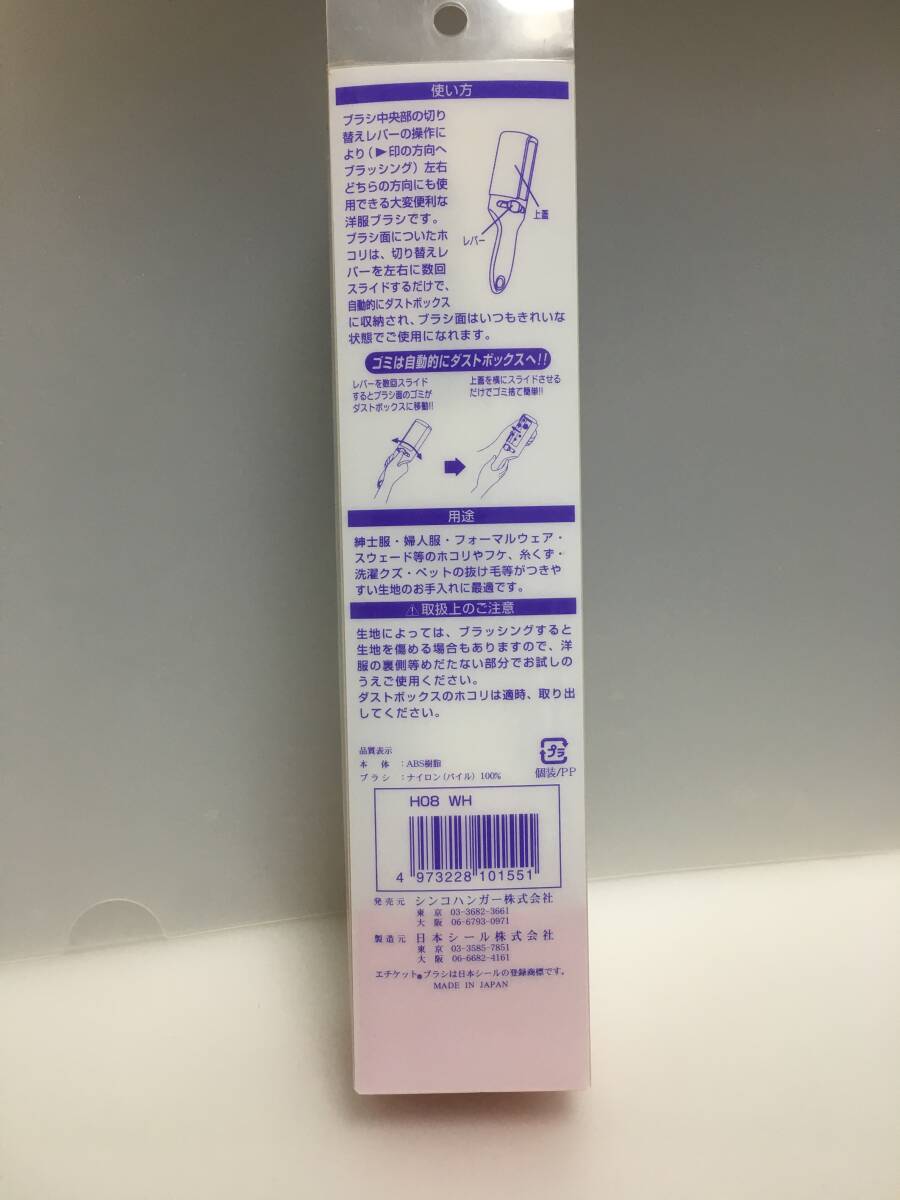 使い方
ブラシ中央部の切り
替えレバーの操作に
より(▶印の方向へ
ブラッシング)左右
どちらの方向にも使
用できる大変便利な
洋服ブラシです。
ブラシ面についたホ
コリは、切り替えレ
バーを左右に数回
スライドするだけで、
自動的にダストボックス
に収納され、ブラシ面はいつもきれいな
状態でご使用になれます。
上蓋
レバー
ゴミは自動的にダストボックスへ!!
レバーを数回スライド
するとブラシ面のゴミが
ダストボックスに移動!!
上蓋を横にスライドさせる
だけでゴミ捨て簡単!!
用途
紳士服・婦人服・フォーマルウェア・
スウェード等のホコリやフケ、糸くず・
洗濯クズ・ペットの抜け毛等がつきや
すい生地のお手入れに最適です。
⚠取扱上のご注意
生地によっては、ブラッシングすると
生地を傷める場合もありますので、洋
服の裏側等めだたない部分でお試しの
うえご使用ください。
ダストボックスのホコリは適時、取り出
してください。
品質表示
本 体 :ABS樹脂
ブラシ :ナイロン(パイル) 100%
プラ
個装/PP
H08 WH
4 973228 101551
発売元 シンコハンガー株式会社
東 京 03-3682-3661
大 阪 06-6793-0971
製造元 日本シール株式会社
東 京 03-3585-7851
大 阪 06-6682-4161
エチケット®ブラシは日本シールの登録商標です。
MADE IN JAPAN